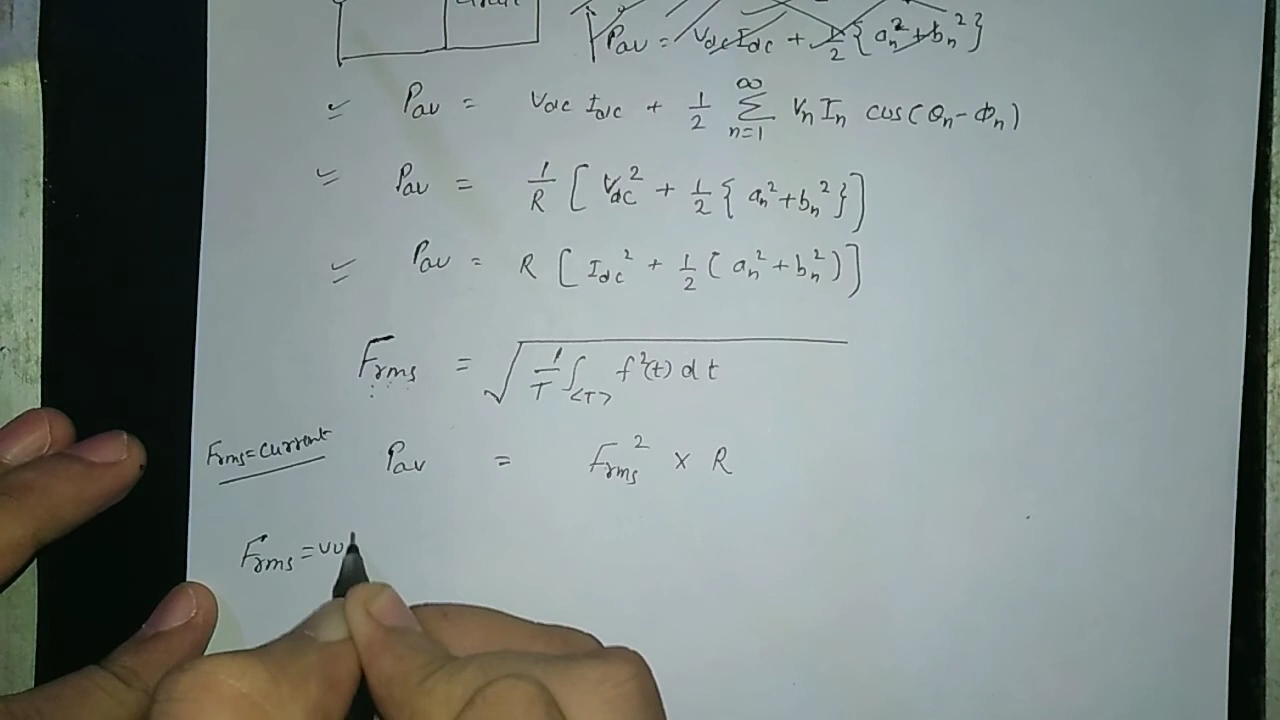 Pav = Vdc Idc + 1/2 {an² + bn²}
Pav = Vdc Idc + 1/2 ∑ n=1 ∞ Vn In cos(θn - Φn)
Pav = 1/R [Vdc² + 1/2 {an² + bn²}]
Pav = R [Idc² + 1/2 (an² + bn²)]
Frms = √ 1/T ∫<T> f²(t) dt
Frms = current Pav = Frms² × R
Frms = vo